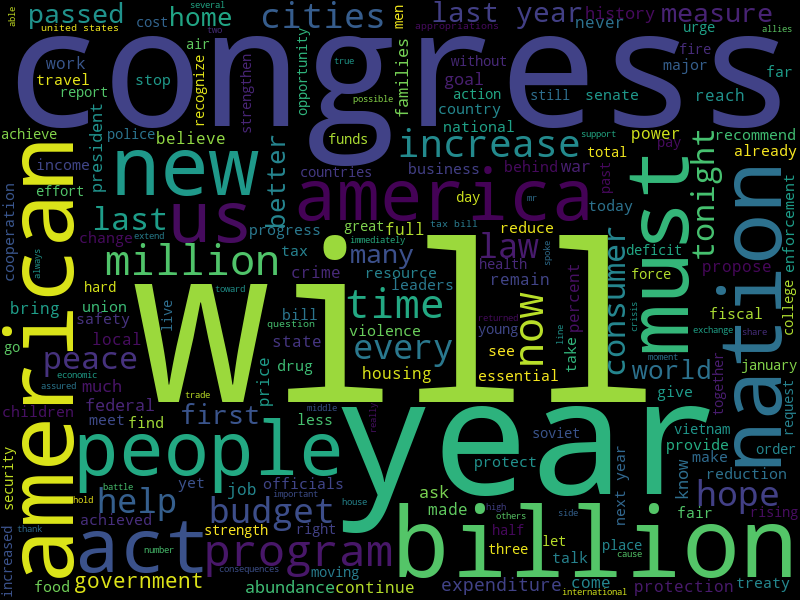 able
several
passed
united states
home
cost
cities
men
last year
appropriations
measure
history
never
urge
allies
congress
work
travel
report
stop
air
two
recognize
strengthen
opportunity
true
possible
families
without
goal
action
country
still
national
senate
fire
major
reach
far
achieve
american
president
police
believe
new
better
funds
increase
support
total
power
pay
recommend
already
income
effort
countries
business
behind
war
past
must
tonight
nation
cooperation
last
us
america
day
mr
today
change
extend
progress
great
full
tax bill
reduce
tax
immediately
law
spoke
consumer
deficit
propose
college
enforcement
always
million
many
health
crime
resource
leaders
remain
percent
force
hard
toward
will
bring
union
live
bill
time
question
violence
young
returned
now
line
take
crisis
exchange
share
fiscal
go
safety
local
state
every
see
moment
peace
economic
drug
housing
essential
world
together
january
request
assured
much
price
trade
give
children
federal
first
less
middle
really
year
meet
find
vietnam
provide
order
people
yet
officials
soviet
protect
next year
know
make
reduction
security
job
battle
hold
help
important
house
ask
high
hope
budget
made
others
side
fair
rising
increased
thank
achieved
strength
right
half
act
number
program
three
let
place
cause
billion
consequences
moving
talk
food
government
abundance
continue
expenditure
come
international
protection
treaty